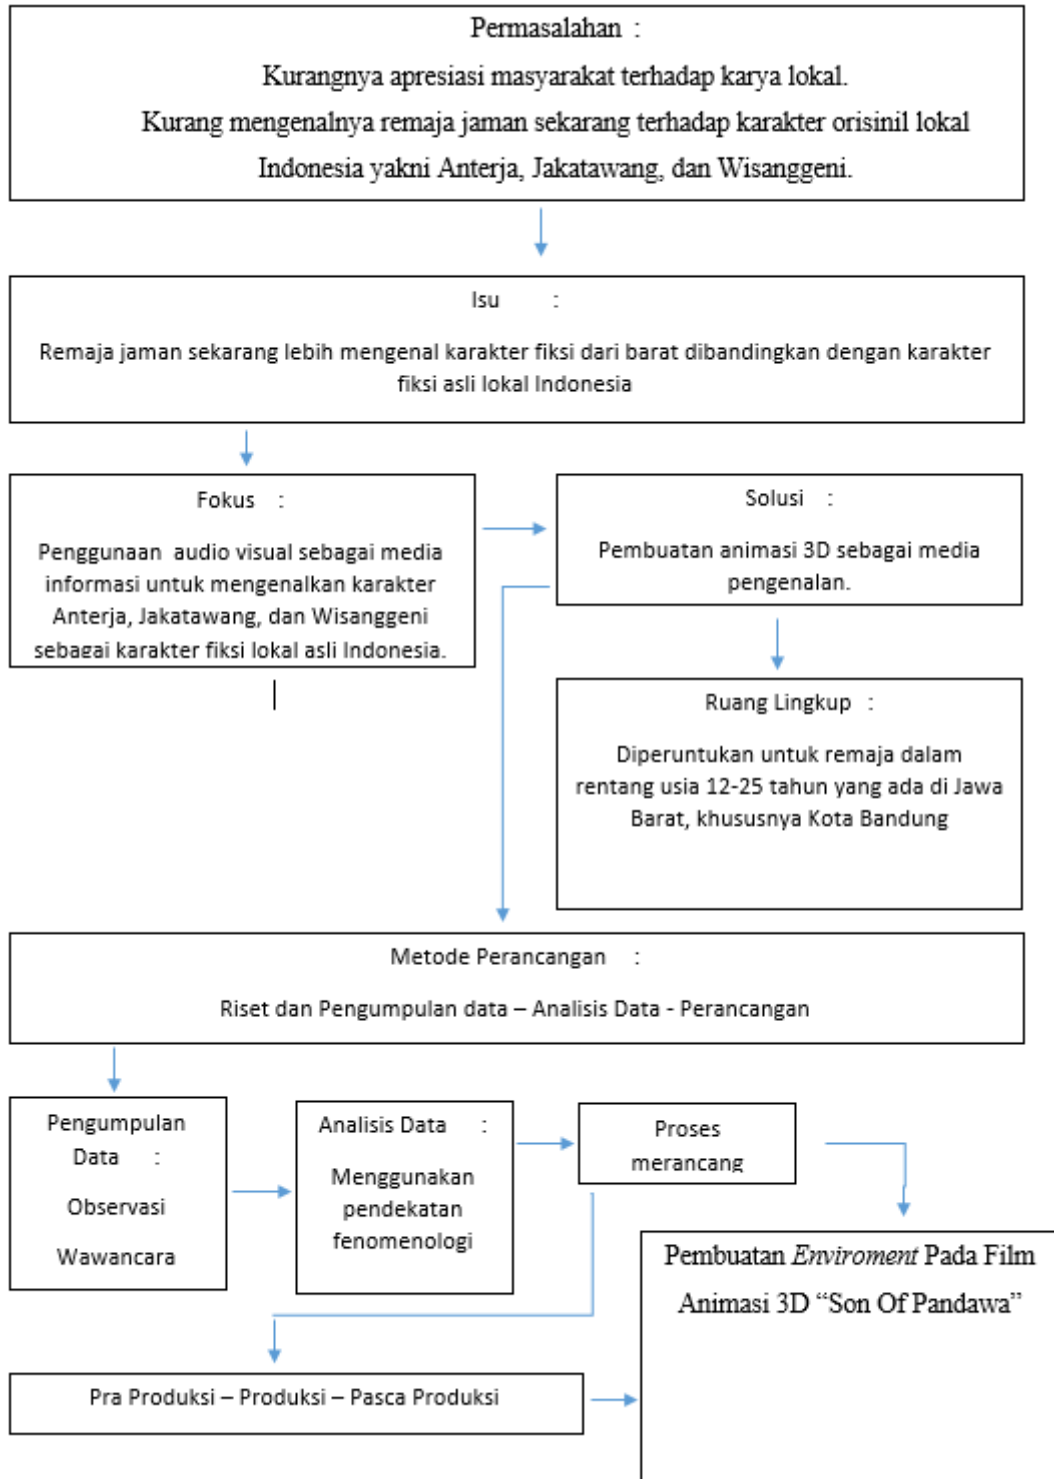 Permasalahan :
Kurangnya apresiasi masyarakat terhadap karya lokal.
Kurang mengenalnya remaja jaman sekarang terhadap karakter orisinil lokal
Indonesia yakni Anterja, Jakatawang, dan Wisanggeni.
Isu :
Remaja jaman sekarang lebih mengenal karakter fiksi dari barat dibandingkan dengan karakter
fiksi asli lokal Indonesia
Fokus :
Penggunaan audio visual sebagai media
informasi untuk mengenalkan karakter
Anterja, Jakatawang, dan Wisanggeni
sebagai karakter fiksi lokal asli Indonesia.
Solusi :
Pembuatan animasi 3D sebagai media
pengenalan.
Ruang Lingkup :
Diperuntukan untuk remaja dalam
rentang usia 12-25 tahun yang ada di Jawa
Barat, khususnya Kota Bandung
Metode Perancangan :
Riset dan Pengumpulan data – Analisis Data - Perancangan
Pengumpulan
Data :
Observasi
Wawancara
Analisis Data :
Menggunakan
pendekatan
fenomenologi
Proses
merancang
Pembuatan Enviroment Pada Film
Animasi 3D “Son Of Pandawa”
Pra Produksi – Produksi – Pasca Produksi